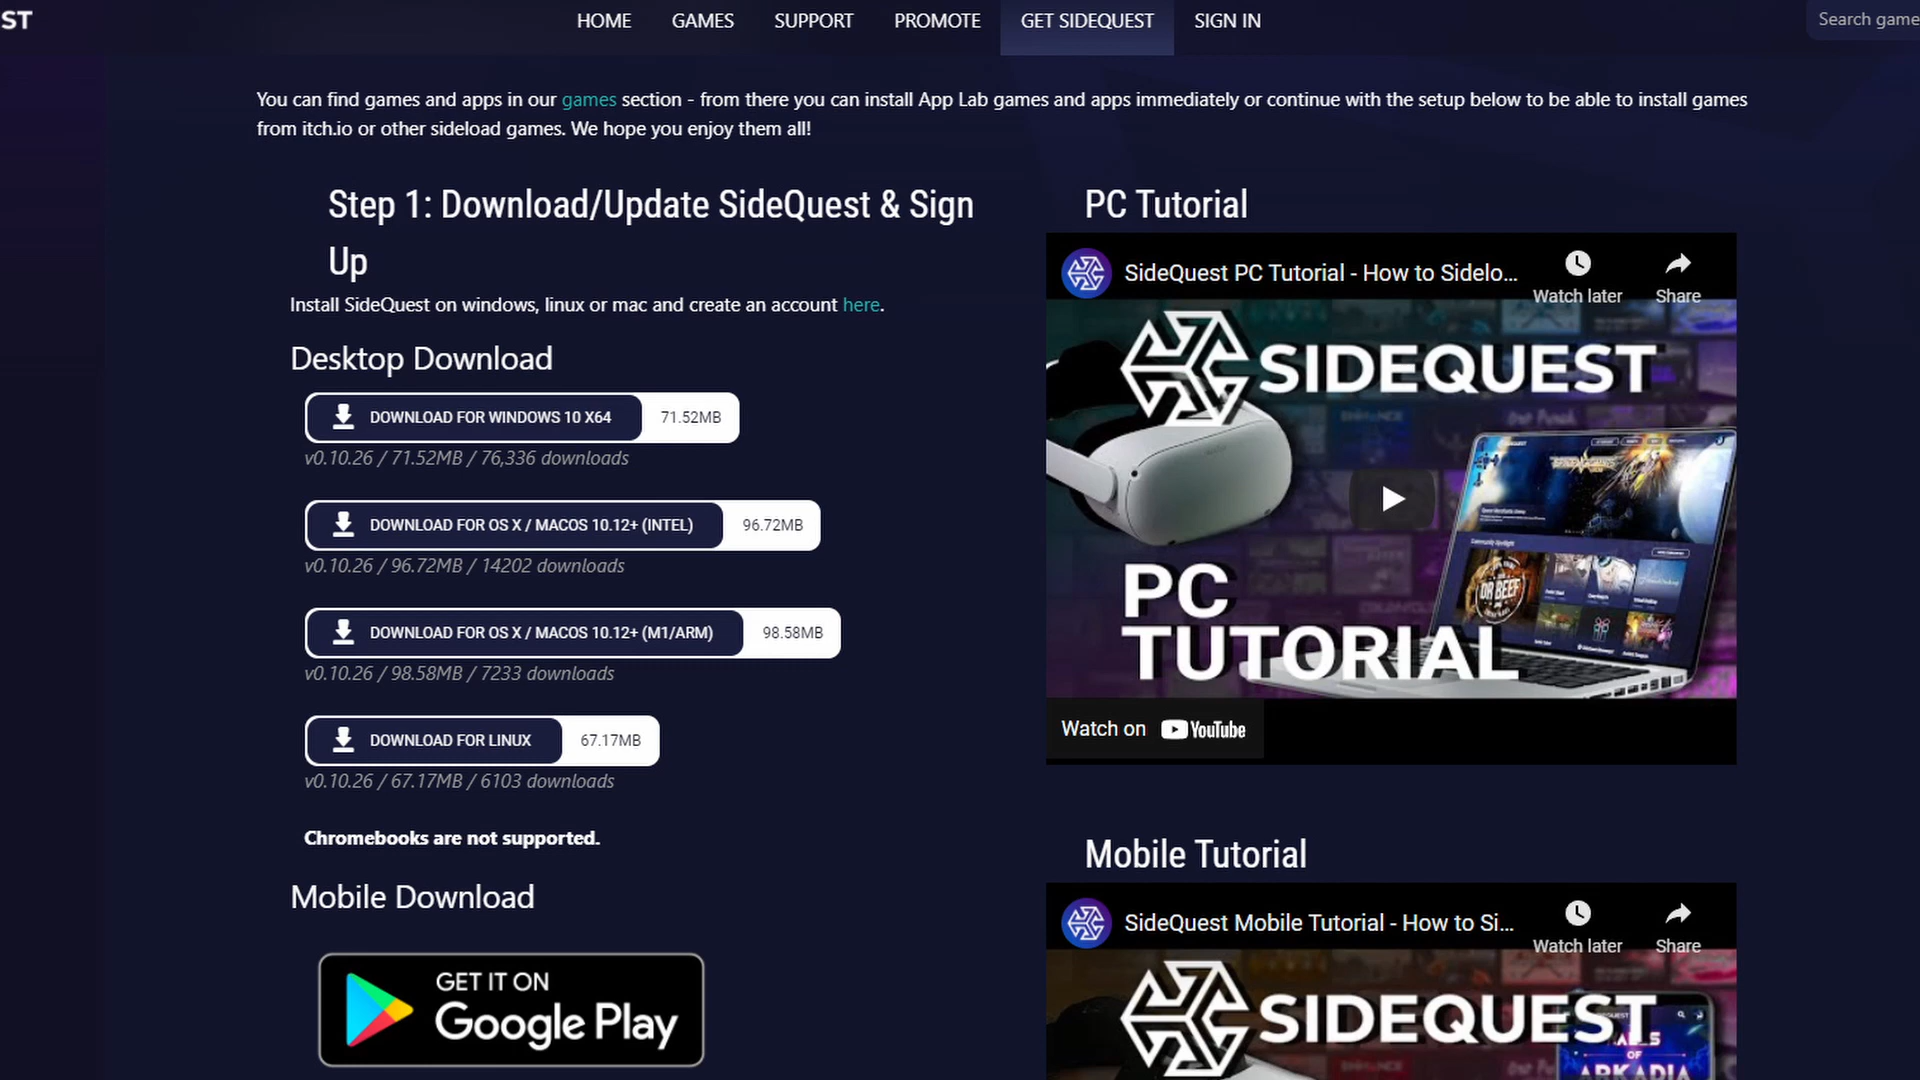 ST
HOME
GAMES
SUPPORT
PROMOTE
GET SIDEQUEST
SIGN IN
Search game
You can find games and apps in our games section - from there you can install App Lab games and apps immediately or continue with the setup below to be able to install games
from itch.io or other sideload games. We hope you enjoy them all!
Step 1: Download/Update SideQuest & Sign
Up
Install SideQuest on windows, linux or mac and create an account here.
Desktop Download
DOWNLOAD FOR WINDOWS 10 X64
71.52MB
v0.10.26 / 71.52MB / 76,336 downloads
DOWNLOAD FOR OS X / MACOS 10.12+ (INTEL)
96.72MB
v0.10.26 / 96.72MB / 14202 downloads
DOWNLOAD FOR OS X / MACOS 10.12+ (M1/ARM)
98.58MB
v0.10.26 / 98.58MB / 7233 downloads
DOWNLOAD FOR LINUX
67.17MB
v0.10.26 / 67.17MB / 6103 downloads
Chromebooks are not supported.
Mobile Download
GET IT ON
Google Play
PC Tutorial
SideQuest PC Tutorial - How to Sidelo...
Watch later
Share
SIDEQUEST
DR BEEF
PC
TUTORIAL
Watch on YouTube
Mobile Tutorial
SideQuest Mobile Tutorial - How to Si...
Watch later
Share
SIDEQUEST
OF
ARKADIA